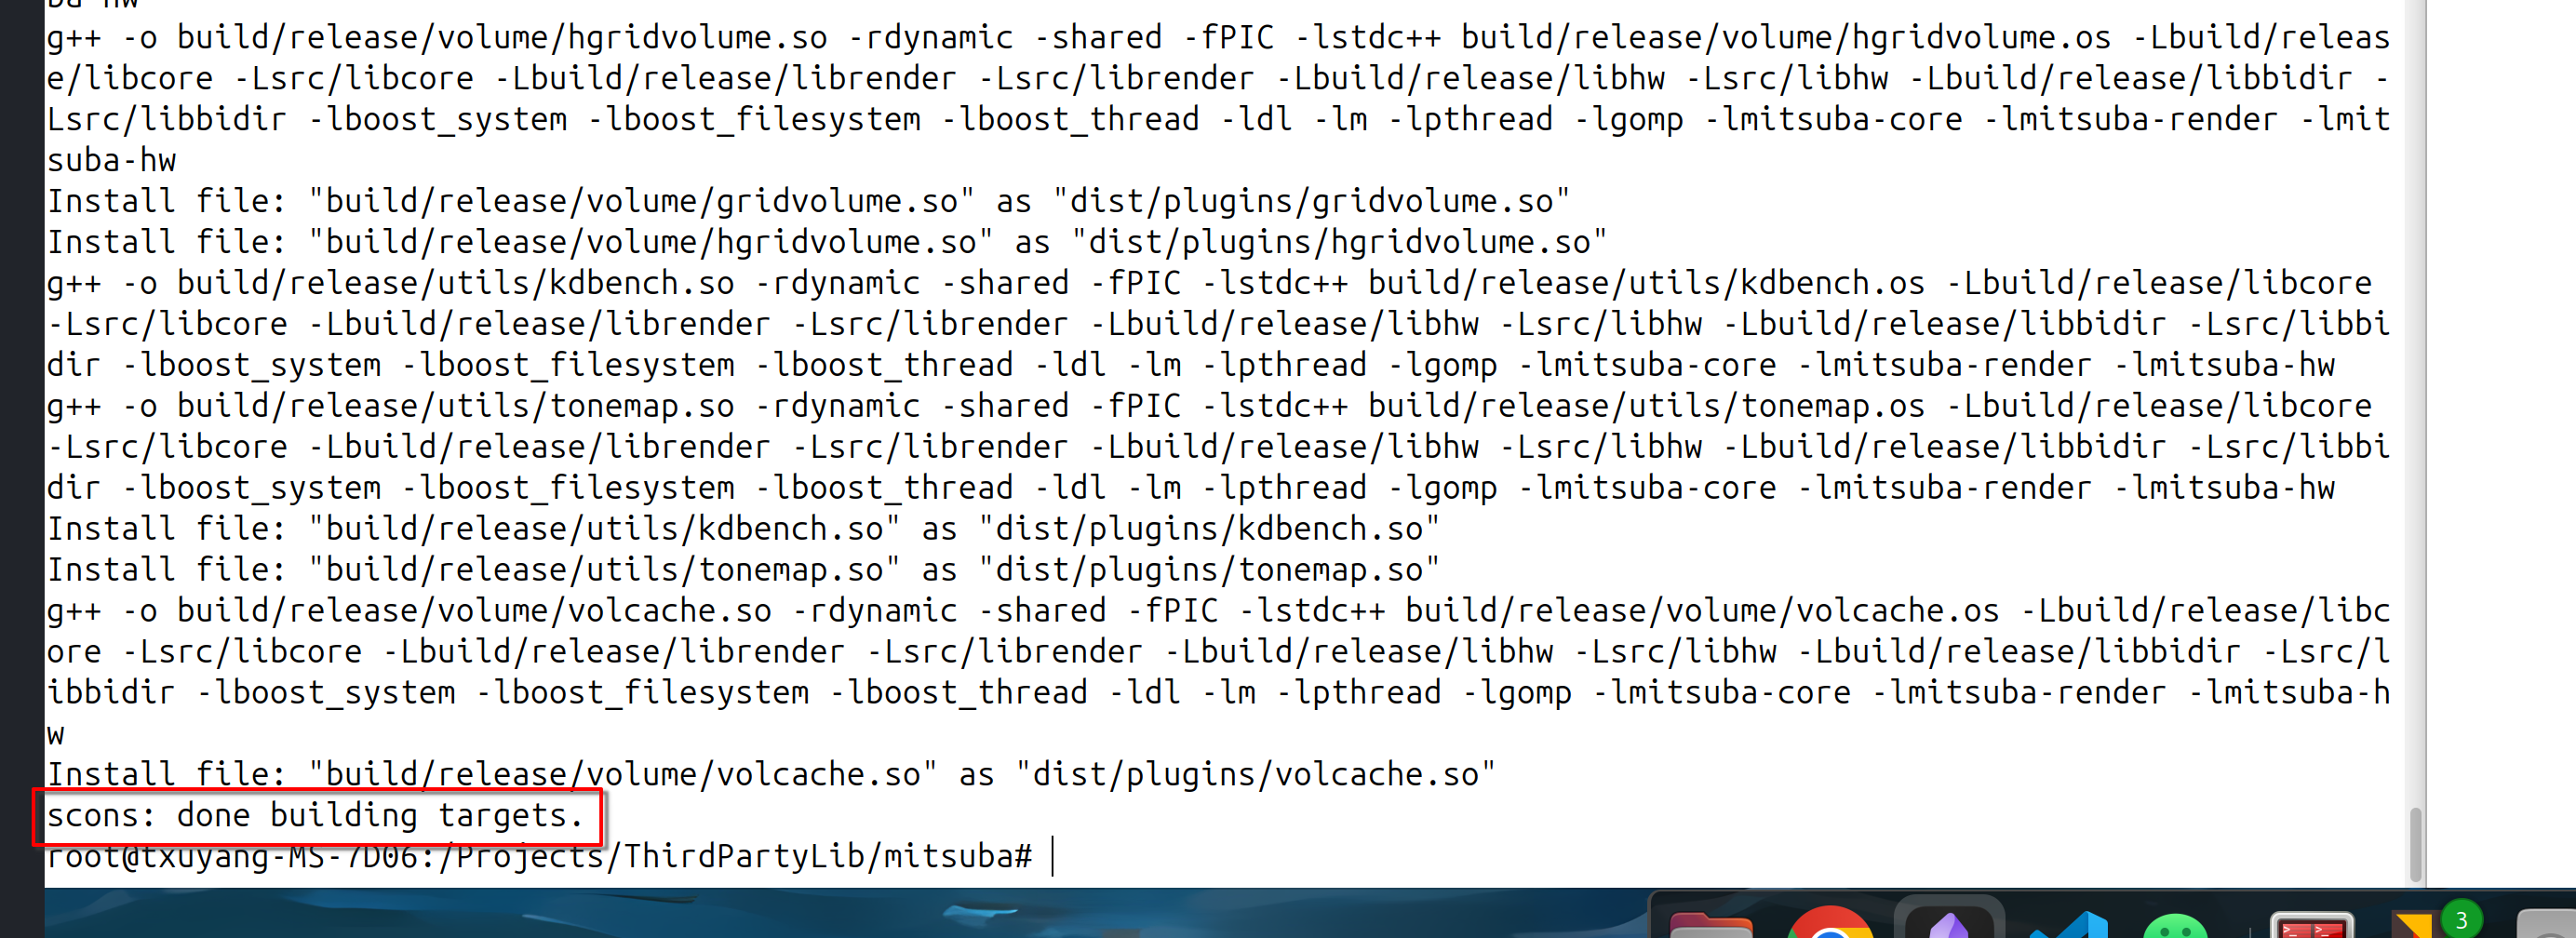 g++ -o build/release/volume/hgridvolume.so -rdynamic -shared -fPIC -lstdc++ build/release/volume/hgridvolume.os -Lbuild/releas
e/libcore -Lsrc/libcore -Lbuild/release/librender -Lsrc/librender -Lbuild/release/libhw -Lsrc/libhw -Lbuild/release/libbidir -
Lsrc/libbidir -lboost_system -lboost_filesystem -lboost_thread -ldl -lm -lpthread -lgomp -lmitsuba-core -lmitsuba-render -lmit
suba-hw
Install file: "build/release/volume/gridvolume.so" as "dist/plugins/gridvolume.so"
Install file: "build/release/volume/hgridvolume.so" as "dist/plugins/hgridvolume.so"
g++ -o build/release/utils/kdbench.so -rdynamic -shared -fPIC -lstdc++ build/release/utils/kdbench.os -Lbuild/release/libcore
-Lsrc/libcore -Lbuild/release/librender -Lsrc/librender -Lbuild/release/libhw -Lsrc/libhw -Lbuild/release/libbidir -Lsrc/libbi
dir -lboost_system -lboost_filesystem -lboost_thread -ldl -lm -lpthread -lgomp -lmitsuba-core -lmitsuba-render -lmitsuba-hw
g++ -o build/release/utils/tonemap.so -rdynamic -shared -fPIC -lstdc++ build/release/utils/tonemap.os -Lbuild/release/libcore
-Lsrc/libcore -Lbuild/release/librender -Lsrc/librender -Lbuild/release/libhw -Lsrc/libhw -Lbuild/release/libbidir -Lsrc/libbi
dir -lboost_system -lboost_filesystem -lboost_thread -ldl -lm -lpthread -lgomp -lmitsuba-core -lmitsuba-render -lmitsuba-hw
Install file: "build/release/utils/kdbench.so" as "dist/plugins/kdbench.so"
Install file: "build/release/utils/tonemap.so" as "dist/plugins/tonemap.so"
g++ -o build/release/volume/volcache.so -rdynamic -shared -fPIC -lstdc++ build/release/volume/volcache.os -Lbuild/release/libc
ore -Lsrc/libcore -Lbuild/release/librender -Lsrc/librender -Lbuild/release/libhw -Lsrc/libhw -Lbuild/release/libbidir -Lsrc/l
ibbidir -lboost_system -lboost_filesystem -lboost_thread -ldl -lm -lpthread -lgomp -lmitsuba-core -lmitsuba-render -lmitsuba-h
w
Install file: "build/release/volume/volcache.so" as "dist/plugins/volcache.so"
scons: done building targets.
root@txuyang-MS-7D06:/Projects/ThirdPartyLib/mitsuba#
3